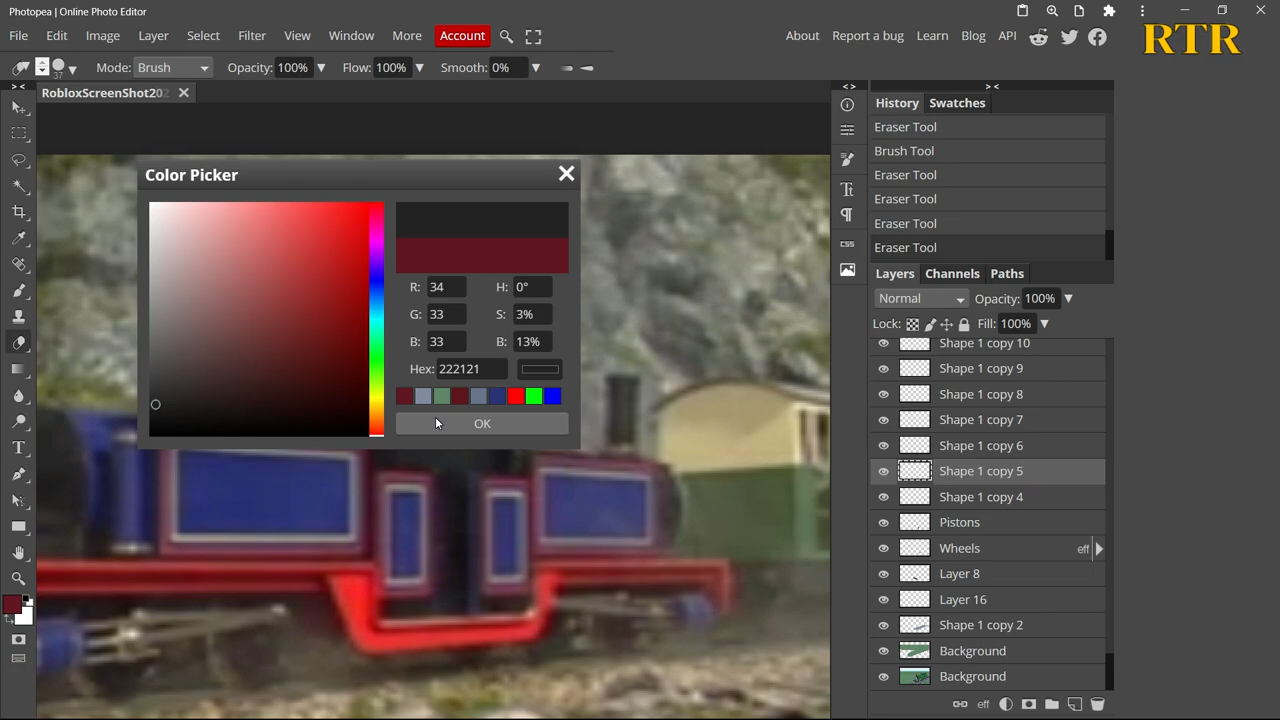 Photopea | Online Photo Editor
File Edit Image Layer Select Filter View Window More Account
About Report a bug Learn Blog API
RTR
37 Mode: Brush Opacity: 100% Flow: 100% Smooth: 0%
> < RobloxScreenShot202 < > > <
History Swatches
Eraser Tool
Brush Tool
Eraser Tool
Eraser Tool
Eraser Tool
Eraser Tool
Color Picker
R: 34 H: 0°
G: 33 S: 3%
B: 33 B: 13%
Hex: 222121
OK
CSS
Layers Channels Paths
Normal Opacity: 100%
Lock: Fill: 100%
Shape 1 copy 10
Shape 1 copy 9
Shape 1 copy 8
Shape 1 copy 7
Shape 1 copy 6
Shape 1 copy 5
Shape 1 copy 4
Pistons
Wheels eff
Layer 8
Layer 16
Shape 1 copy 2
Background
Background
eff